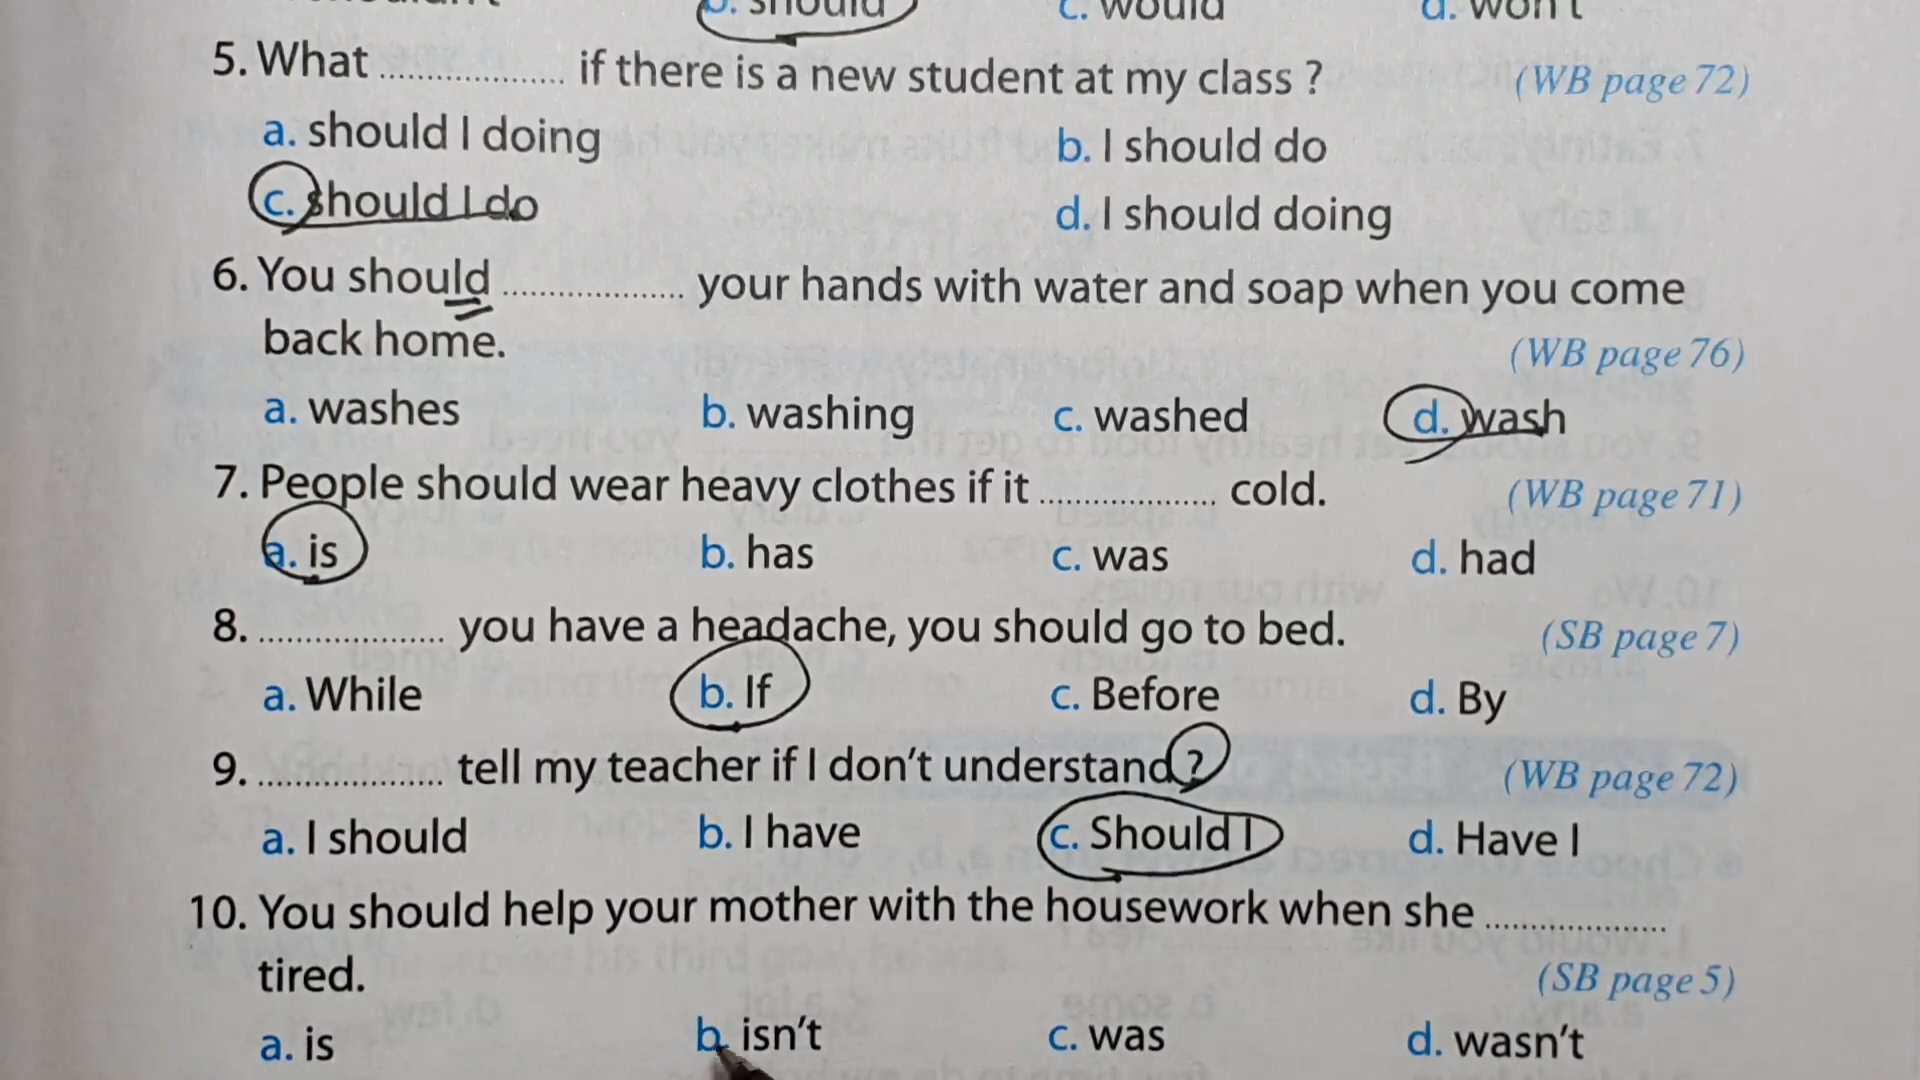 b. should c. would d. won't
5. What .................. if there is a new student at my class ? (WB page 72)
a. should I doing b. I should do
c. should I do d. I should doing
6. You should .................. your hands with water and soap when you come
back home. (WB page 76)
a. washes b. washing c. washed d. wash
7. People should wear heavy clothes if it .................. cold. (WB page 71)
a. is b. has c. was d. had
8. .................. you have a headache, you should go to bed. (SB page 7)
a. While b. If c. Before d. By
9. .................. tell my teacher if I don't understand ? (WB page 72)
a. I should b. I have c. Should I d. Have I
10. You should help your mother with the housework when she ..................
tired. (SB page 5)
a. is b. isn't c. was d. wasn't